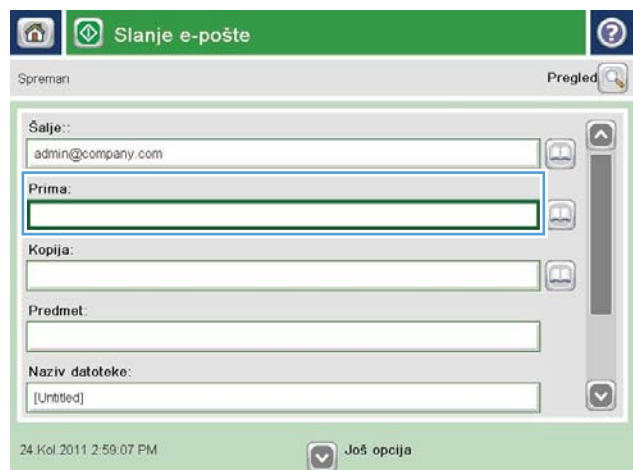 Slanje e-pošte
Spreman
Pregled
Šalje::
admin@company.com
Prima:
Kopija:
Predmet:
Naziv datoteke:
[Untitled]
24.Kol.2011 2:59:07 PM
Još opcija